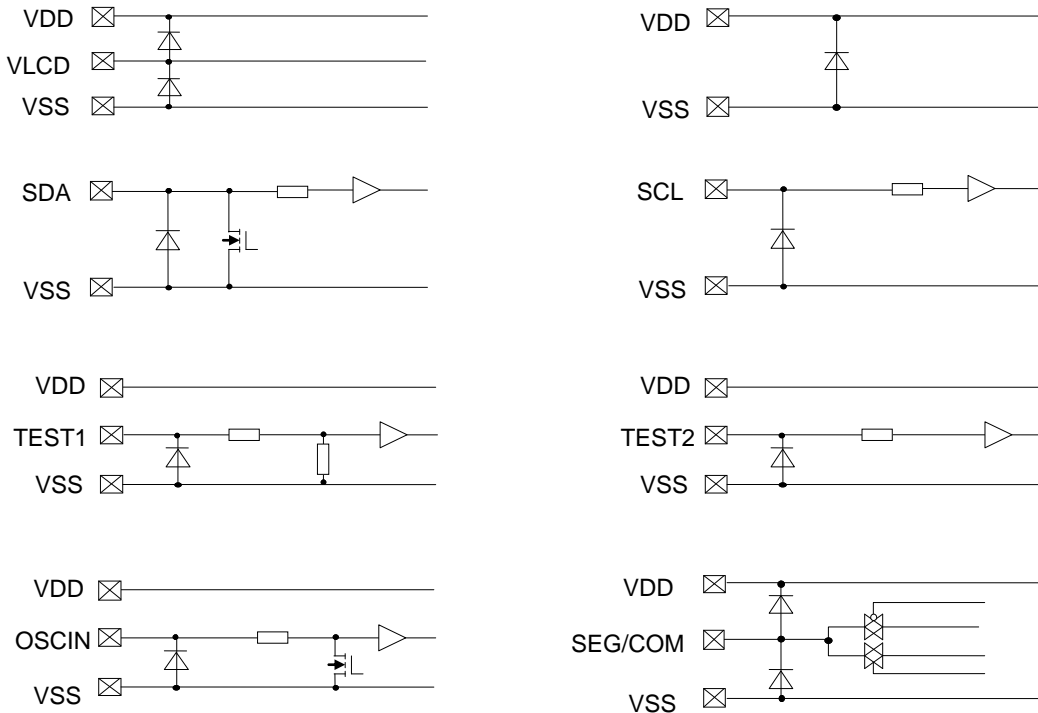 VDD
VLCD
VSS
VDD
VSS
SDA
VSS
SCL
VSS
VDD
TEST1
VSS
VDD
TEST2
VSS
VDD
OSCIN
VSS
VDD
SEG/COM
VSS